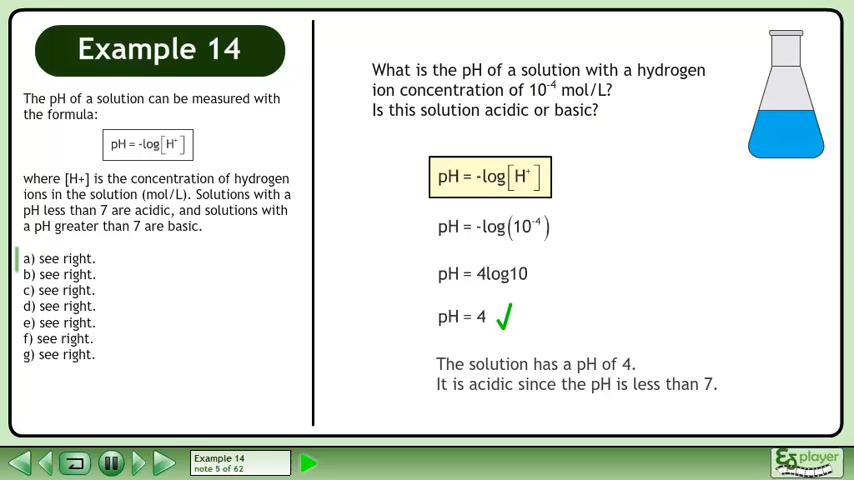 Example 14
The pH of a solution can be measured with
the formula:
pH = -log[H⁺]
where [H+] is the concentration of hydrogen
ions in the solution (mol/L). Solutions with a
pH less than 7 are acidic, and solutions with
a pH greater than 7 are basic.
a) see right.
b) see right.
c) see right.
d) see right.
e) see right.
f) see right.
g) see right.
What is the pH of a solution with a hydrogen
ion concentration of 10⁻⁴ mol/L?
Is this solution acidic or basic?
pH = -log[H⁺]
pH = -log(10⁻⁴)
pH = 4log10
pH = 4 ✓
The solution has a pH of 4.
It is acidic since the pH is less than 7.
Example 14
note 5 of 62
player